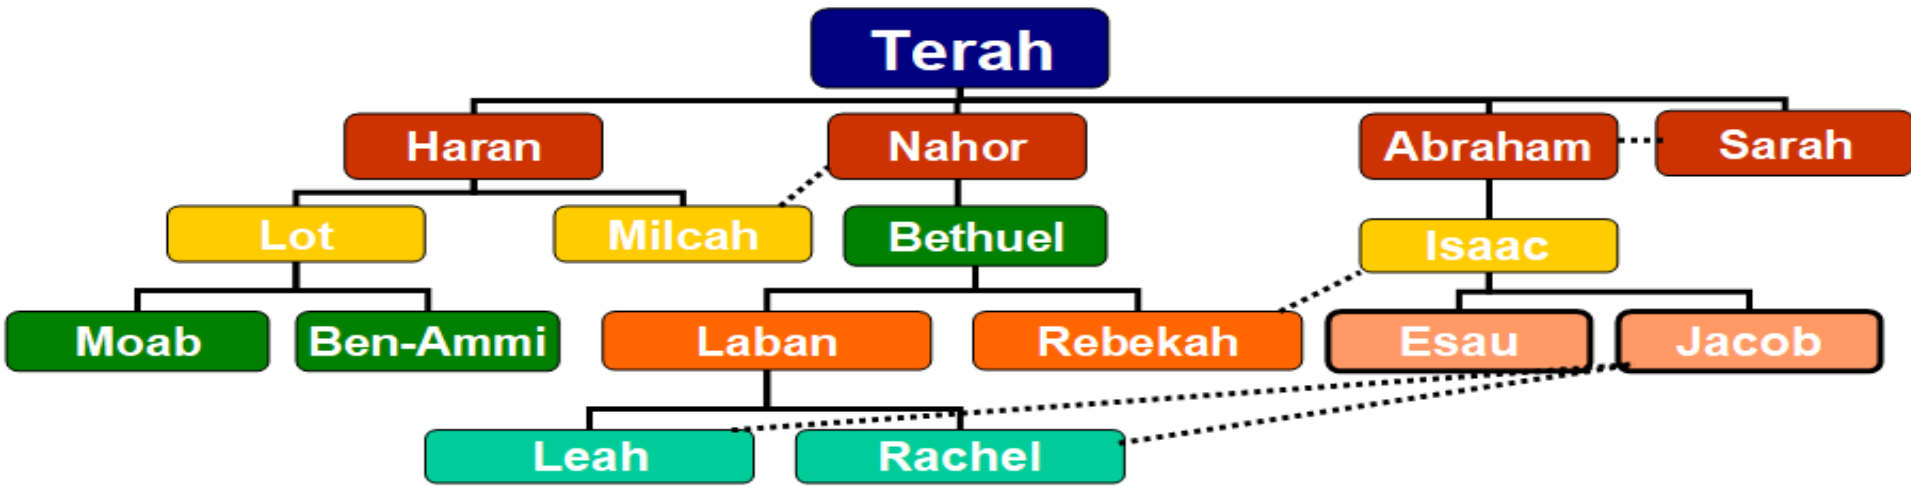 Terah
Haran
Nahor
Abraham
Sarah
Lot
Milcah
Bethuel
Isaac
Moab
Ben-Ammi
Laban
Rebekah
Esau
Jacob
Leah
Rachel